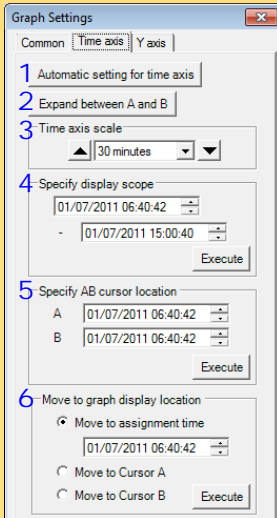 Graph Settings
Common Time axis Y axis
1 Automatic setting for time axis
2 Expand between A and B
3 Time axis scale
30 minutes
4 Specify display scope
01/07/2011 06:40:42
- 01/07/2011 15:00:40
Execute
5 Specify AB cursor location
A 01/07/2011 06:40:42
B 01/07/2011 06:40:42
Execute
6 Move to graph display location
Move to assignment time
01/07/2011 06:40:42
Move to Cursor A
Move to Cursor B Execute